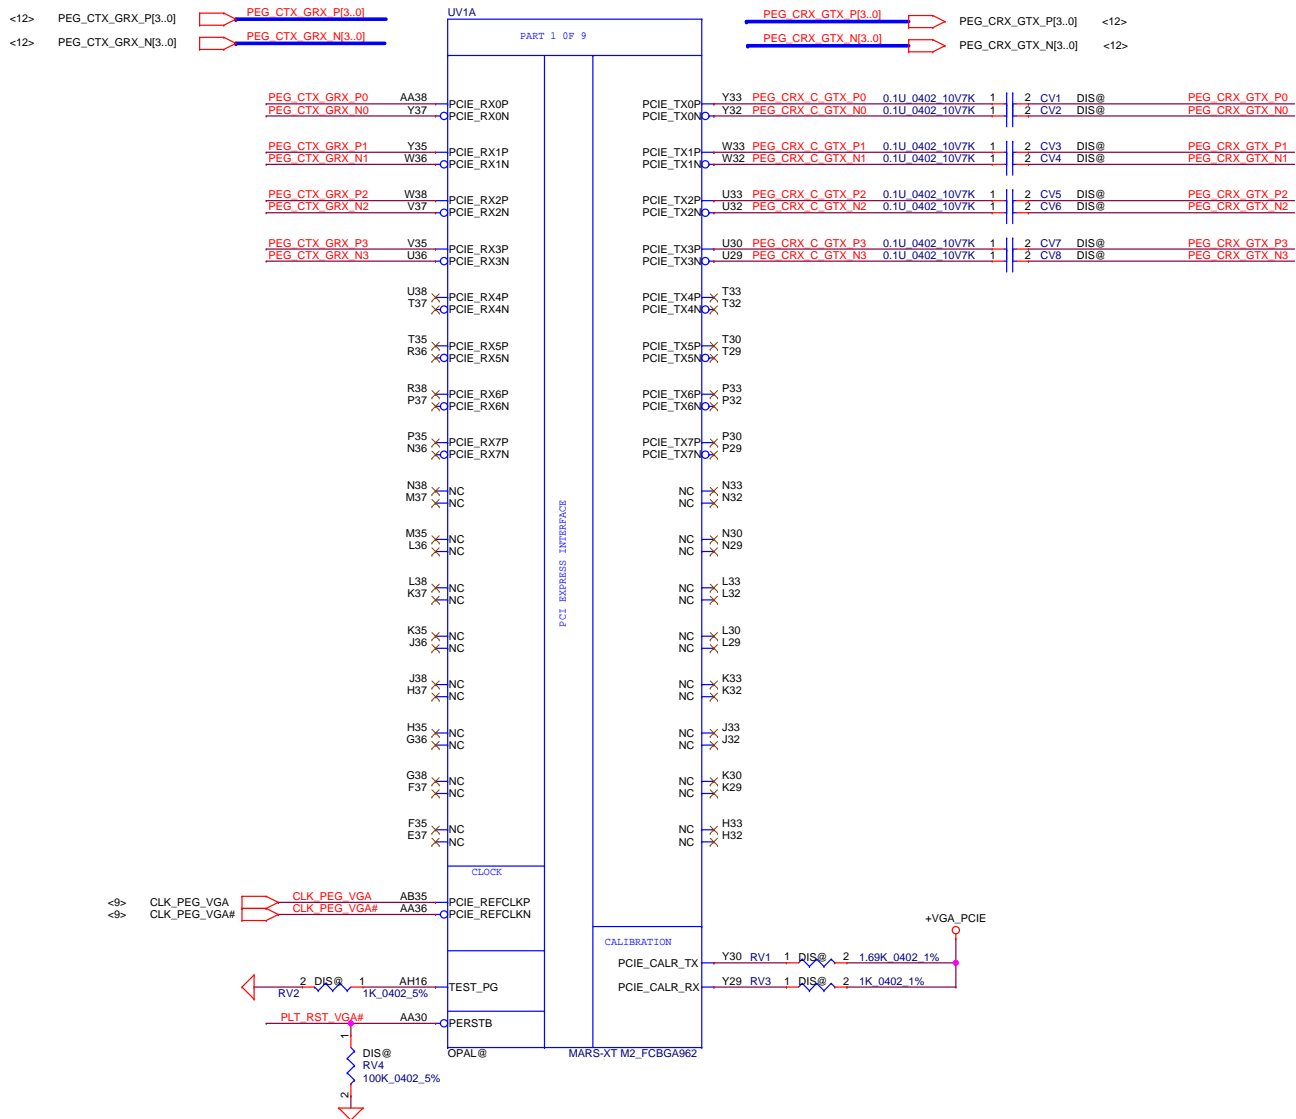 <12> PEG_CTX_GRX_P[3..0] PEG_CTX_GRX_P[3..0] UV1A PEG_CRX_GTX_P[3..0] PEG_CRX_GTX_P[3..0] <12>
<12> PEG_CTX_GRX_N[3..0] PEG_CTX_GRX_N[3..0] PART 1 0F 9 PEG_CRX_GTX_N[3..0] PEG_CRX_GTX_N[3..0] <12>
PEG_CTX_GRX_P0 AA38 PCIE_RX0P PCIE_TX0P Y33 PEG_CRX_C_GTX_P0 0.1U_0402_10V7K 1 2 CV1 DIS@ PEG_CRX_GTX_P0
PEG_CTX_GRX_N0 Y37 PCIE_RX0N PCIE_TX0N Y32 PEG_CRX_C_GTX_N0 0.1U_0402_10V7K 1 2 CV2 DIS@ PEG_CRX_GTX_N0
PEG_CTX_GRX_P1 Y35 PCIE_RX1P PCIE_TX1P W33 PEG_CRX_C_GTX_P1 0.1U_0402_10V7K 1 2 CV3 DIS@ PEG_CRX_GTX_P1
PEG_CTX_GRX_N1 W36 PCIE_RX1N PCIE_TX1N W32 PEG_CRX_C_GTX_N1 0.1U_0402_10V7K 1 2 CV4 DIS@ PEG_CRX_GTX_N1
PEG_CTX_GRX_P2 W38 PCIE_RX2P PCIE_TX2P U33 PEG_CRX_C_GTX_P2 0.1U_0402_10V7K 1 2 CV5 DIS@ PEG_CRX_GTX_P2
PEG_CTX_GRX_N2 V37 PCIE_RX2N PCIE_TX2N U32 PEG_CRX_C_GTX_N2 0.1U_0402_10V7K 1 2 CV6 DIS@ PEG_CRX_GTX_N2
PEG_CTX_GRX_P3 V35 PCIE_RX3P PCIE_TX3P U30 PEG_CRX_C_GTX_P3 0.1U_0402_10V7K 1 2 CV7 DIS@ PEG_CRX_GTX_P3
PEG_CTX_GRX_N3 U36 PCIE_RX3N PCIE_TX3N U29 PEG_CRX_C_GTX_N3 0.1U_0402_10V7K 1 2 CV8 DIS@ PEG_CRX_GTX_N3
U38 PCIE_RX4P PCIE_TX4P T33
T37 PCIE_RX4N PCIE_TX4N T32
T35 PCIE_RX5P PCIE_TX5P T30
R36 PCIE_RX5N PCIE_TX5N T29
R38 PCIE_RX6P PCIE_TX6P P33
P37 PCIE_RX6N PCIE_TX6N P32
P35 PCIE_RX7P PCIE_TX7P P30
N36 PCIE_RX7N PCIE_TX7N P29
N38 NC NC N33
M37 NC NC N32
PCI EXPRESS INTERFACE
M35 NC NC N30
L36 NC NC N29
L38 NC NC L33
K37 NC NC L32
K35 NC NC L30
J36 NC NC L29
J38 NC NC K33
H37 NC NC K32
H35 NC NC J33
G36 NC NC J32
G38 NC NC K30
F37 NC NC K29
F35 NC NC H33
E37 NC NC H32
CLOCK
<9> CLK_PEG_VGA CLK_PEG_VGA AB35 PCIE_REFCLKP
<9> CLK_PEG_VGA# CLK_PEG_VGA# AA36 PCIE_REFCLKN
+VGA_PCIE
CALIBRATION
PCIE_CALR_TX Y30 RV1 1 DIS@ 2 1.69K_0402_1%
2 DIS@ 1 AH16 TEST_PG PCIE_CALR_RX Y29 RV3 1 DIS@ 2 1K_0402_1%
RV2 1K_0402_5%
PLT_RST_VGA# AA30 PERSTB
1
DIS@ OPAL@ MARS-XT M2_FCBGA962
RV4
100K_0402_5%
2